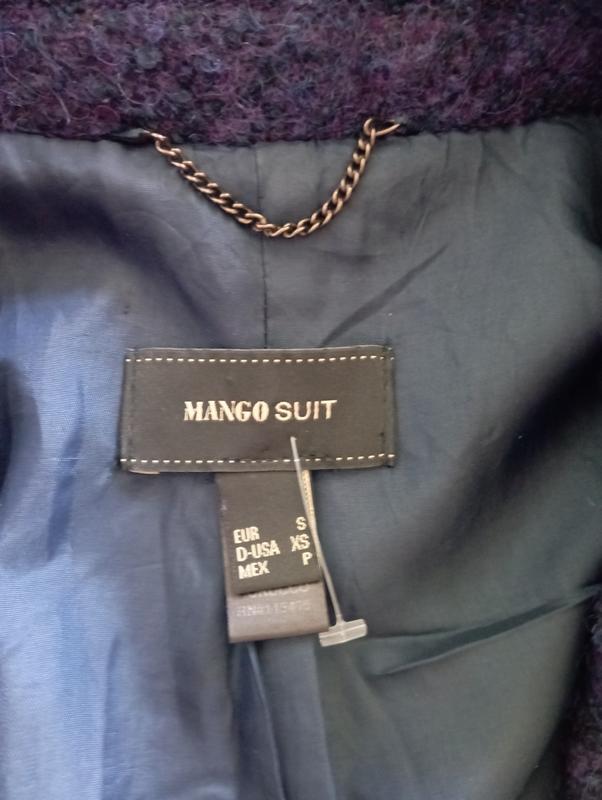 MANGO SUIT
EUR S
D-USA XS
MEX P